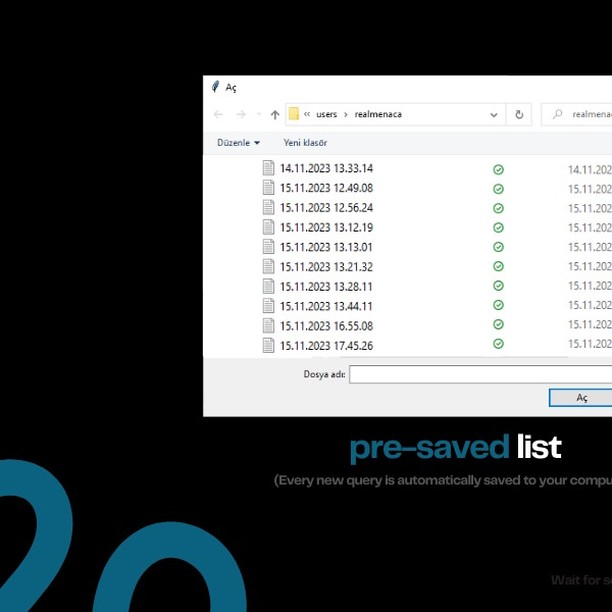 Aç
« users › realmenaca
realmena
Düzenle
Yeni klasör
14.11.2023 13.33.14 14.11.202
15.11.2023 12.49.08 15.11.202
15.11.2023 12.56.24 15.11.202
15.11.2023 13.12.19 15.11.202
15.11.2023 13.13.01 15.11.202
15.11.2023 13.21.32 15.11.202
15.11.2023 13.28.11 15.11.202
15.11.2023 13.44.11 15.11.202
15.11.2023 16.55.08 15.11.202
15.11.2023 17.45.26 15.11.202
Dosya adı:
Aç
pre-saved list
(Every new query is automatically saved to your compu
Wait for s